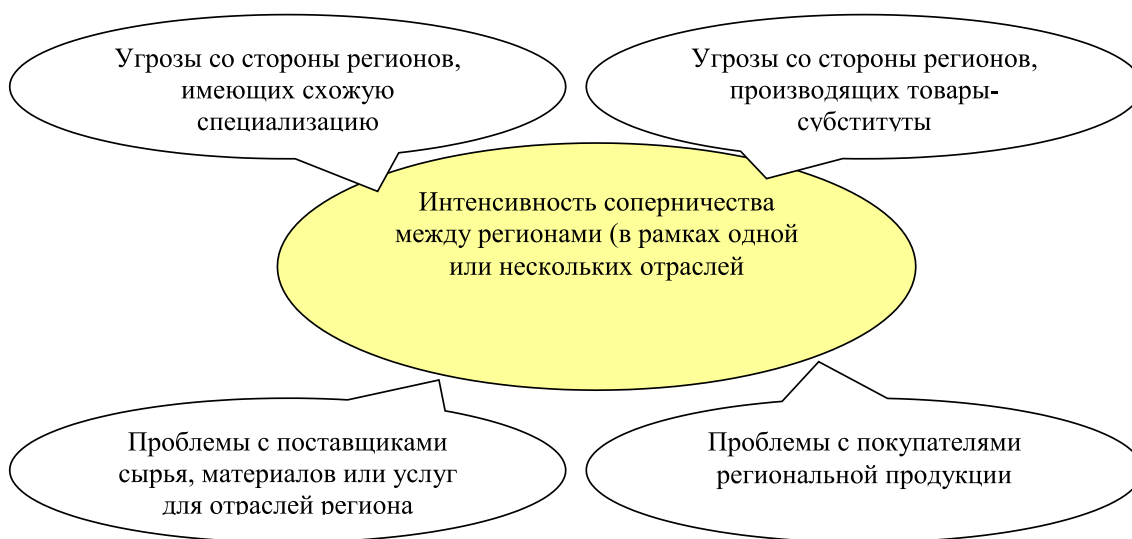 Угрозы со стороны регионов,
имеющих схожую
специализацию
Угрозы со стороны регионов,
производящих товары-
субституты
Интенсивность соперничества
между регионами (в рамках одной
или нескольких отраслей
Проблемы с поставщиками
сырья, материалов или услуг
для отраслей региона
Проблемы с покупателями
региональной продукции